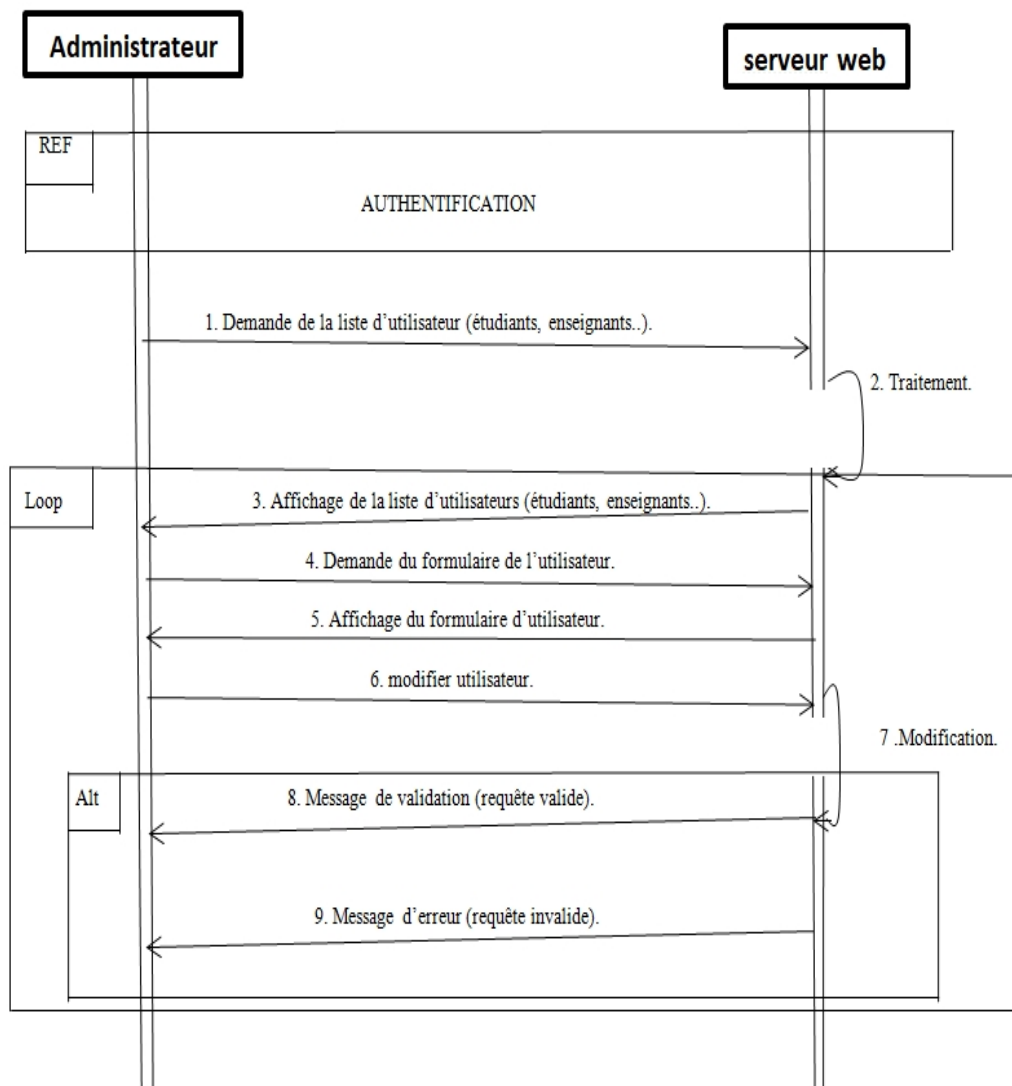 Administrateur
serveur web
REF
AUTHENTIFICATION
1. Demande de la liste d’utilisateur (étudiants, enseignants..).
2. Traitement.
Loop
3. Affichage de la liste d’utilisateurs (étudiants, enseignants..).
4. Demande du formulaire de l’utilisateur.
5. Affichage du formulaire d’utilisateur.
6. modifier utilisateur.
7 .Modification.
Alt
8. Message de validation (requête valide).
9. Message d’erreur (requête invalide).